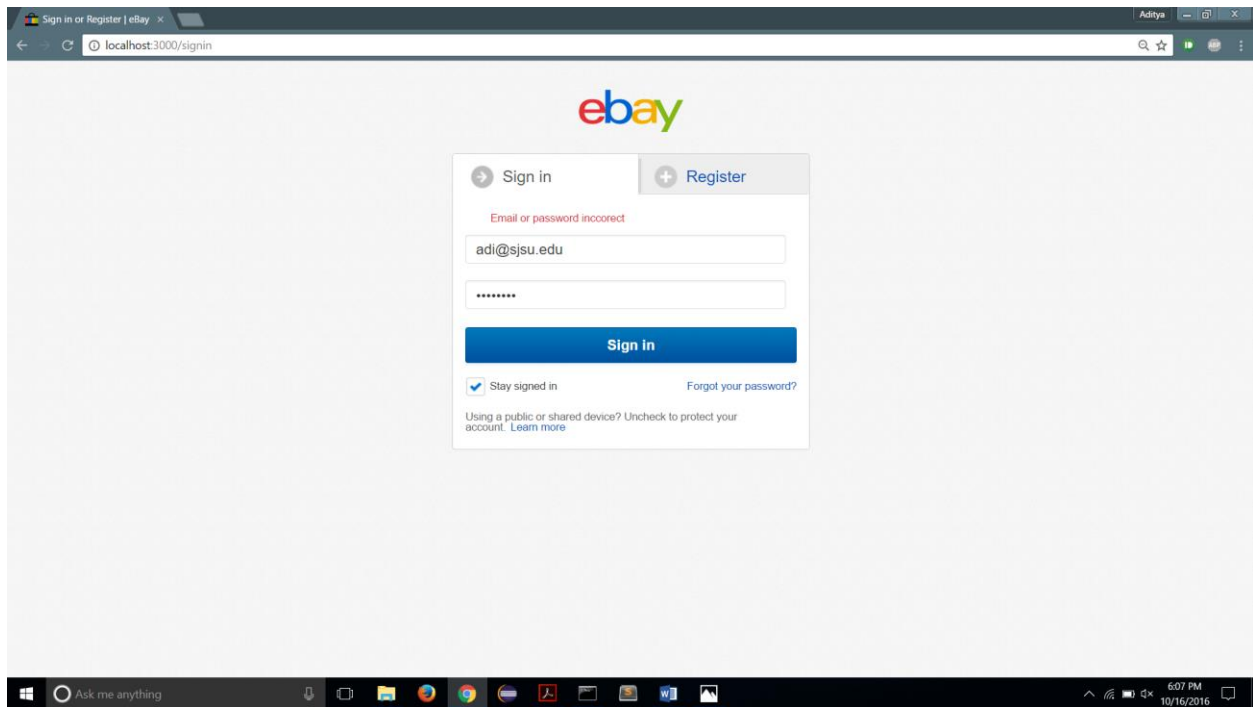 Sign in or Register | eBay
Aditya
localhost:3000/signin
ebay
Sign in
Register
Email or password inccorect
adi@sjsu.edu
••••••••
Sign in
Stay signed in
Forgot your password?
Using a public or shared device? Uncheck to protect your
account. Learn more
Ask me anything
6:07 PM
10/16/2016